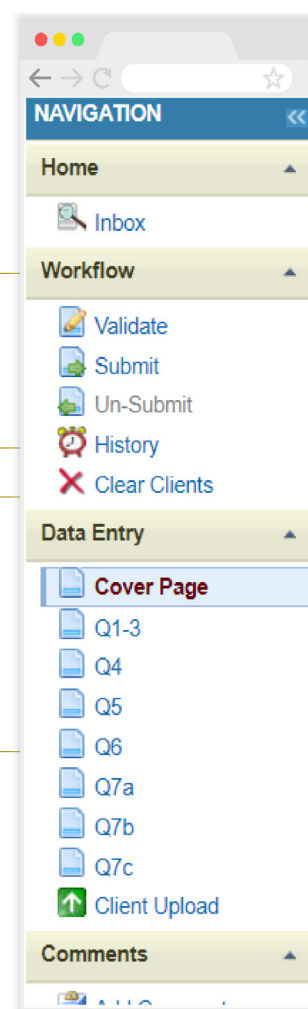 NAVIGATION
Home
Inbox
Workflow
Validate
Submit
Un-Submit
History
Clear Clients
Data Entry
Cover Page
Q1-3
Q4
Q5
Q6
Q7a
Q7b
Q7c
Client Upload
Comments